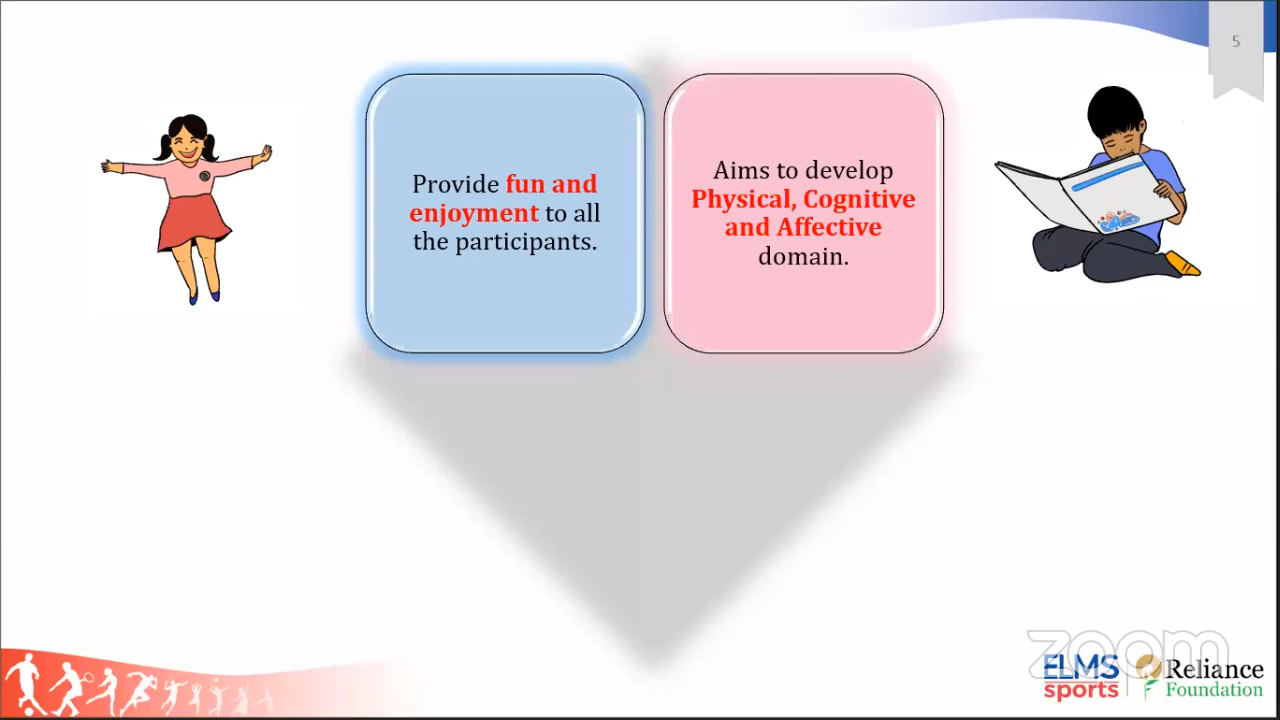 5
Provide fun and
enjoyment to all
the participants.
Aims to develop
Physical, Cognitive
and Affective
domain.
zoom
ELMS
sports
Reliance
Foundation